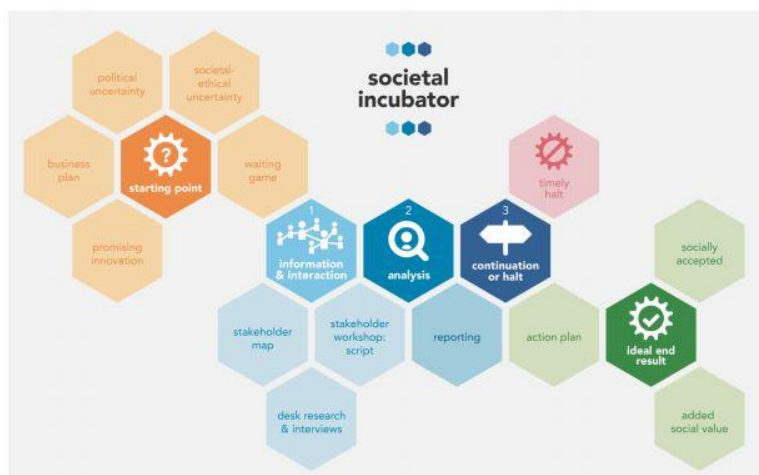 societal
incubator
political
uncertainty
societal-
ethical
uncertainty
business
plan
?
starting point
waiting
game
promising
innovation
1
information
& interaction
2
analysis
3
continuation
or halt
timely
halt
stakeholder
map
stakeholder
workshop:
script
reporting
action plan
desk research
& interviews
socially
accepted
ideal end
result
added
social value